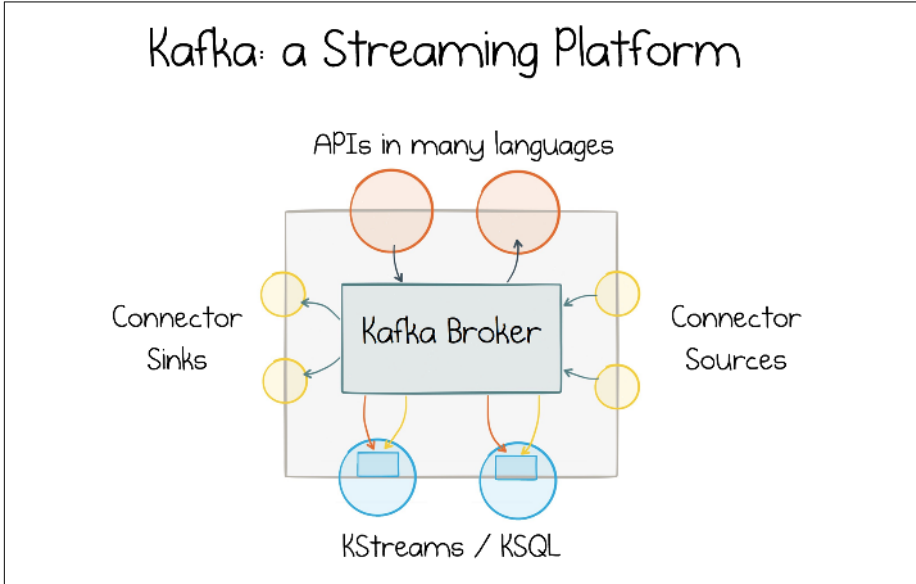 Kafka: a Streaming Platform
APIs in many languages
Kafka Broker
Connector
Sinks
Connector
Sources
KStreams / KSQL